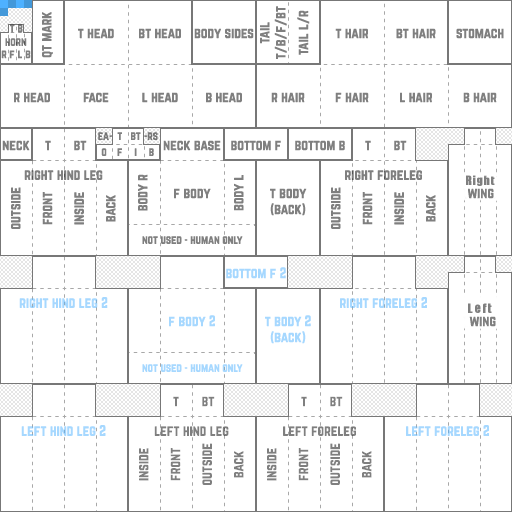 T B
HORN
R F L B
QT MARK
T HEAD
BT HEAD
BODY SIDES
TAIL
T/B/F/BT
TAIL L/R
T HAIR
BT HAIR
STOMACH
R HEAD
FACE
L HEAD
B HEAD
R HAIR
F HAIR
L HAIR
B HAIR
NECK
T
BT
EA-
T
BT
-RS
O
F
I
B
NECK BASE
BOTTOM F
BOTTOM B
T
BT
RIGHT HIND LEG
OUTSIDE
FRONT
INSIDE
BACK
BODY R
F BODY
BODY L
NOT USED - HUMAN ONLY
T BODY
(BACK)
RIGHT FORELEG
OUTSIDE
FRONT
INSIDE
BACK
Right
WING
BOTTOM F 2
RIGHT HIND LEG 2
F BODY 2
NOT USED - HUMAN ONLY
T BODY 2
(BACK)
RIGHT FORELEG 2
Left
WING
T
BT
T
BT
LEFT HIND LEG 2
LEFT HIND LEG
INSIDE
FRONT
OUTSIDE
BACK
LEFT FORELEG
INSIDE
FRONT
OUTSIDE
BACK
LEFT FORELEG 2